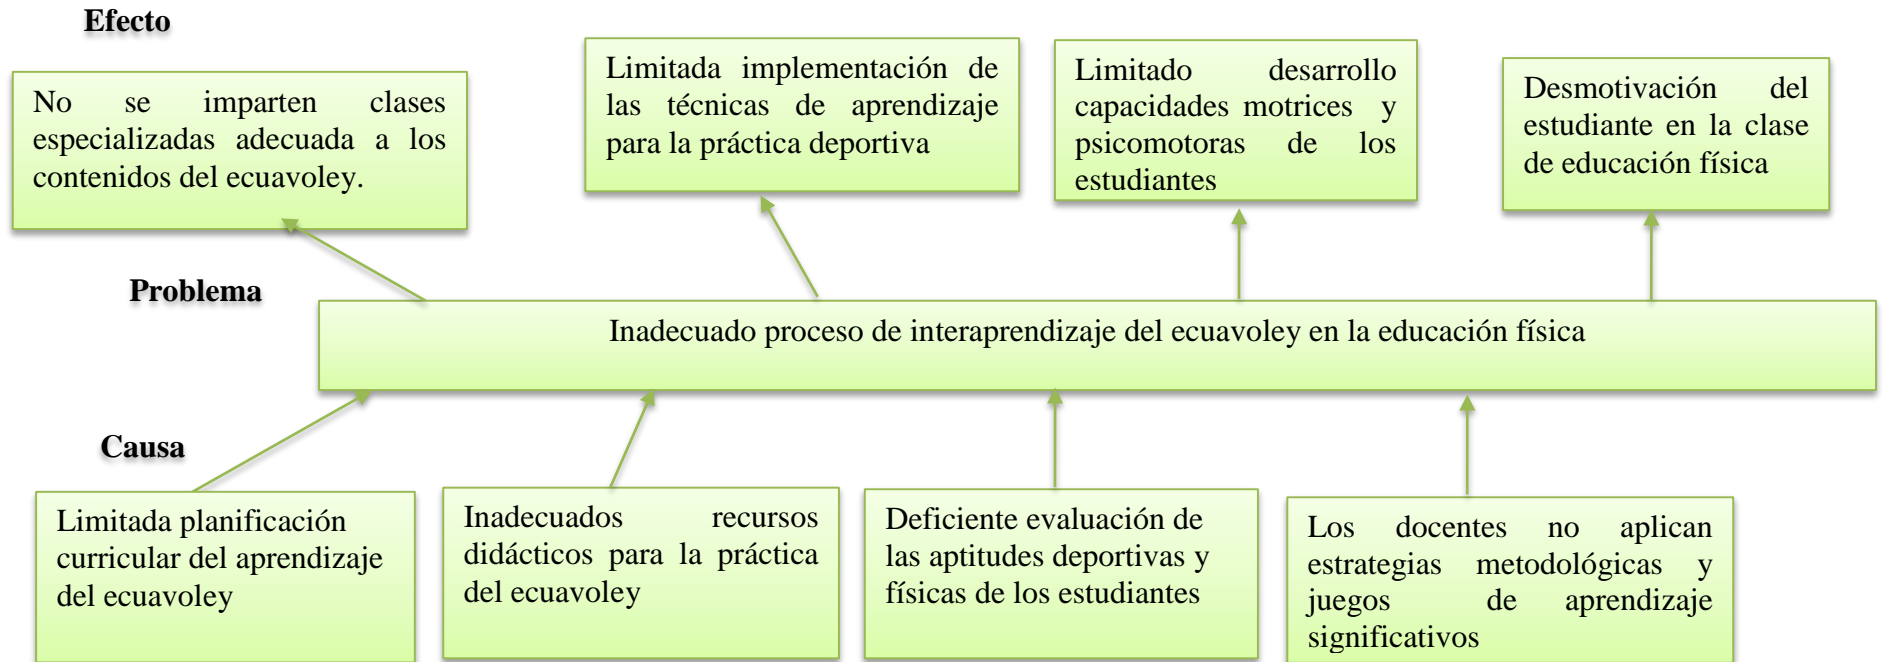 Efecto
No se imparten clases
especializadas adecuada a los
contenidos del ecuavoley.
Limitada implementación de
las técnicas de aprendizaje
para la práctica deportiva
Limitado desarrollo
capacidades motrices y
psicomotoras de los
estudiantes
Desmotivación del
estudiante en la clase
de educación física
Problema
Inadecuado proceso de interaprendizaje del ecuavoley en la educación física
Causa
Limitada planificación
curricular del aprendizaje
del ecuavoley
Inadecuados recursos
didácticos para la práctica
del ecuavoley
Deficiente evaluación de
las aptitudes deportivas y
físicas de los estudiantes
Los docentes no aplican
estrategias metodológicas y
juegos de aprendizaje
significativos